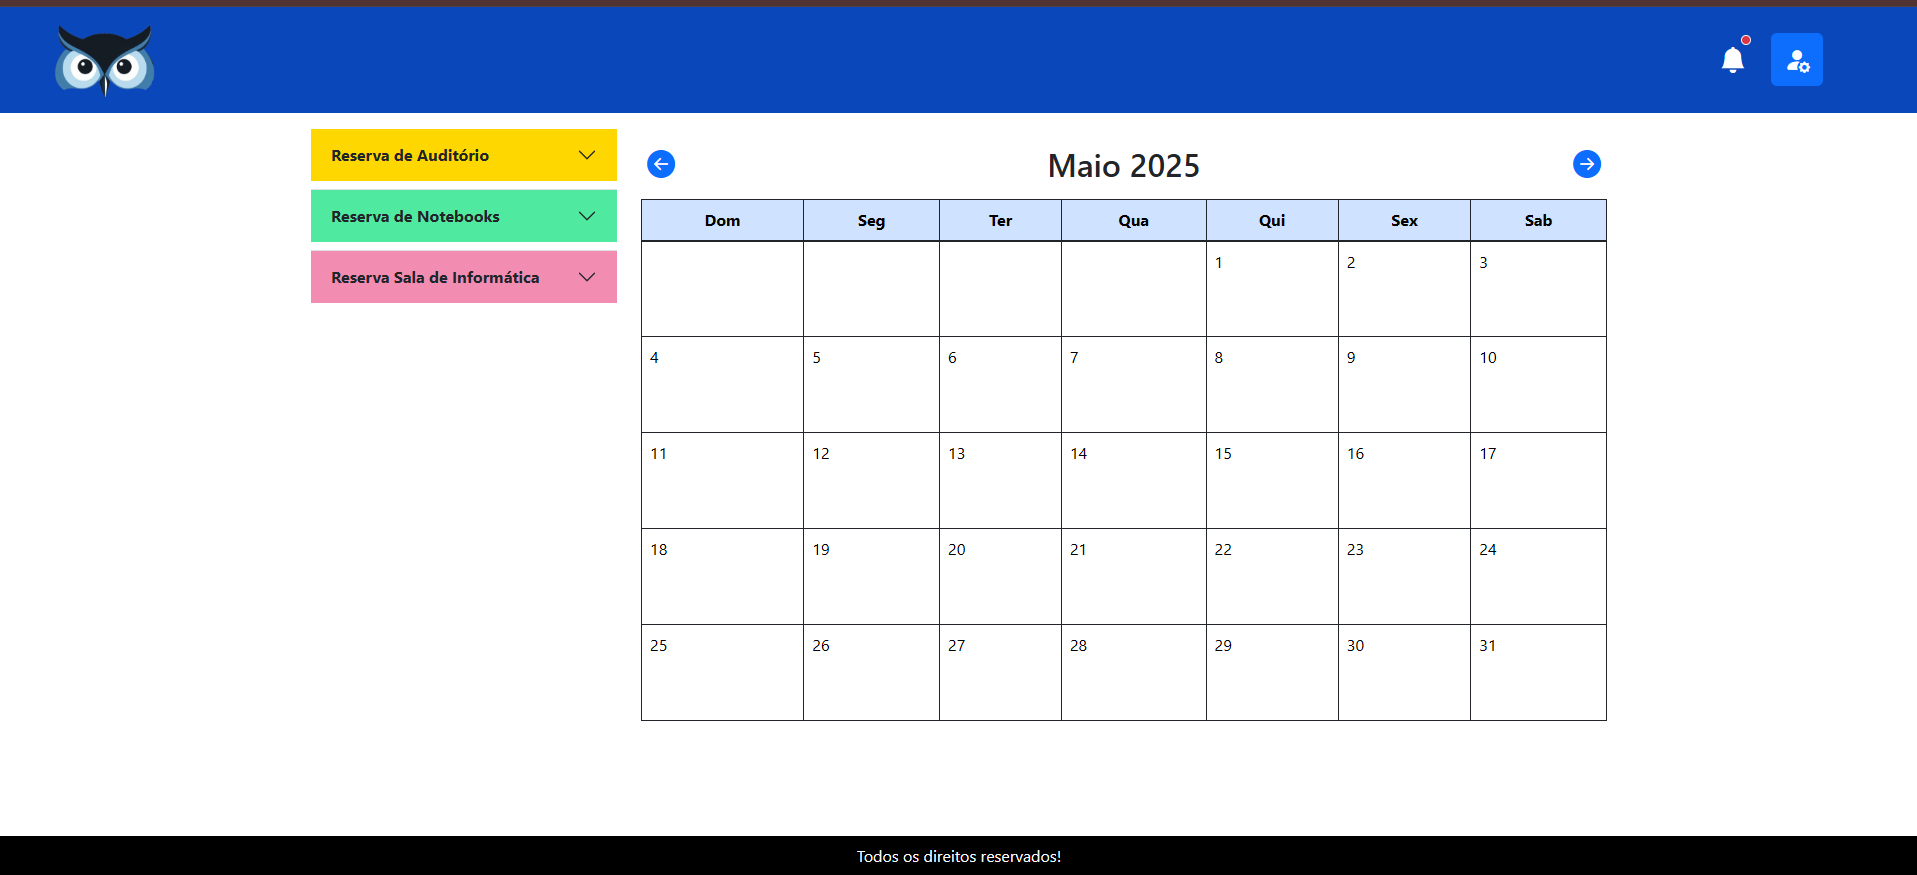 Reserva de Auditório
Reserva de Notebooks
Reserva Sala de Informática
Maio 2025
Dom Seg Ter Qua Qui Sex Sab
1 2 3
4 5 6 7 8 9 10
11 12 13 14 15 16 17
18 19 20 21 22 23 24
25 26 27 28 29 30 31
Todos os direitos reservados!